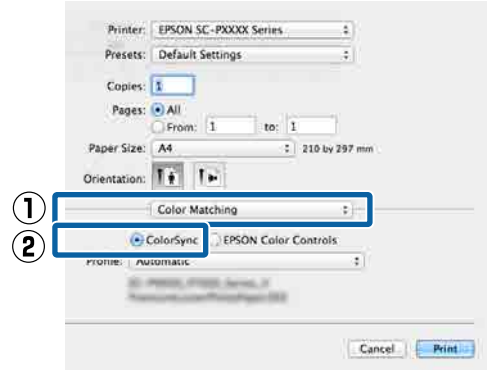 Printer: EPSON SC-PXXXX Series
Presets: Default Settings
Copies: 1
Pages: All
From: 1 to: 1
Paper Size: A4 210 by 297 mm
Orientation:
① Color Matching
② ColorSync EPSON Color Controls
Profile: Automatic
Cancel Print